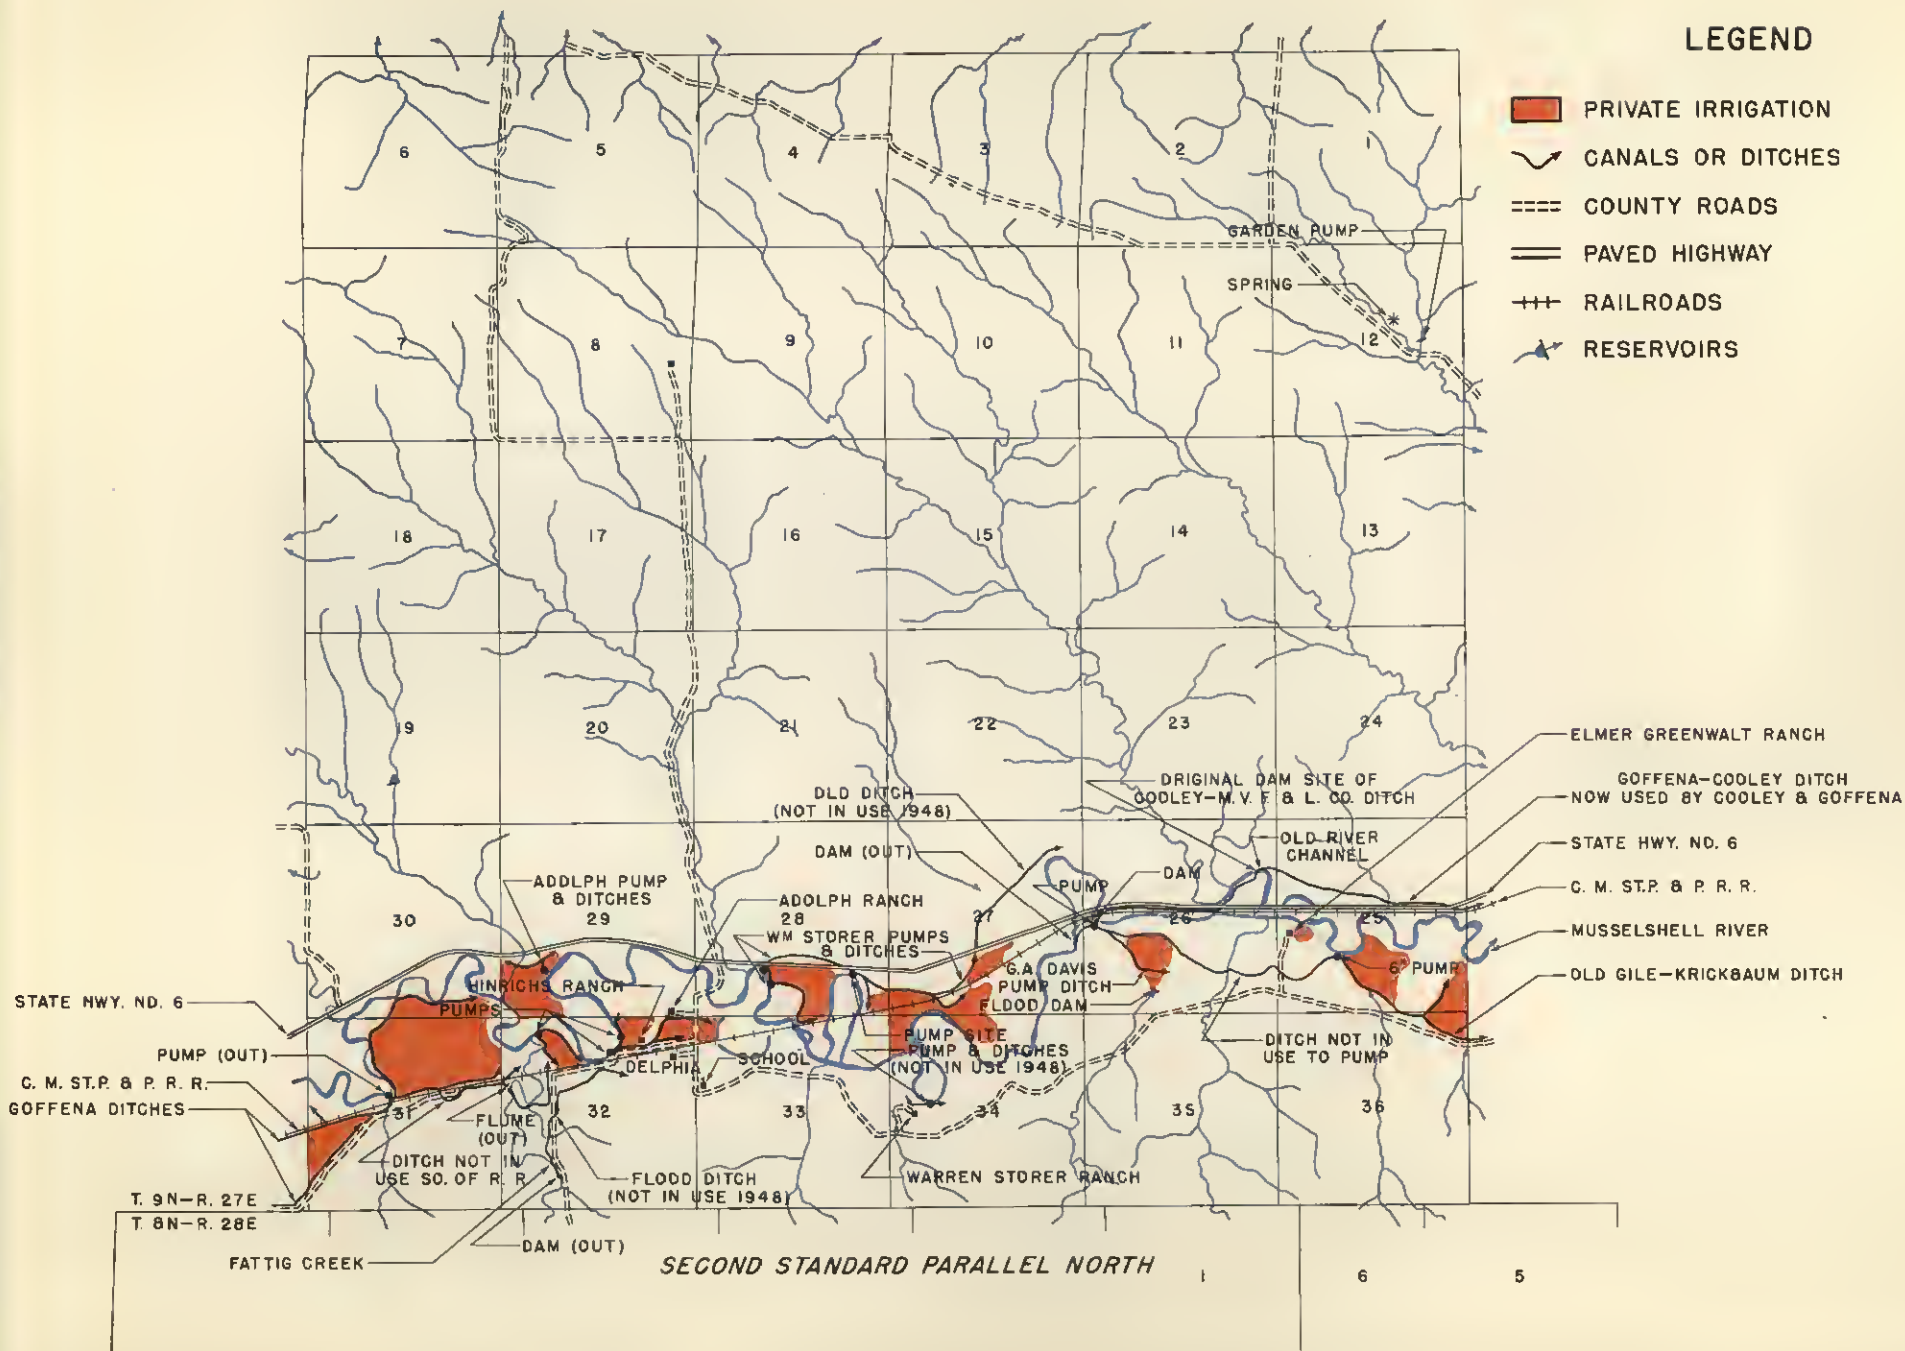 LEGEND
PRIVATE IRRIGATION
CANALS OR DITCHES
COUNTY ROADS
PAVED HIGHWAY
RAILROADS
RESERVOIRS
6
5
4
3
2
1
GARDEN PUMP
SPRING
7
8
9
10
11
12
18
17
16
15
14
13
19
20
21
22
23
24
ELMER GREENWALT RANCH
ORIGINAL DAM SITE OF
COOLEY-M.V.F. & L. CO. DITCH
GOFFENA-COOLEY DITCH
NOW USED BY COOLEY & GOFFENA
OLD DITCH
(NOT IN USE 1948)
OLD RIVER
CHANNEL
STATE HWY. NO. 6
DAM (OUT)
DAM
PUMP
C. M. ST.P. & P. R. R.
ADOLPH PUMP
& DITCHES
ADOLPH RANCH
30
29
28
27
26
25
WM STORER PUMPS
& DITCHES
MUSSELSHELL RIVER
G.A. DAVIS
PUMP DITCH
FLOOD DAM
6" PUMP
OLD GILE-KRICKBAUM DITCH
HINRICHS RANCH
STATE HWY. NO. 6
PUMPS
PUMP SITE
PUMP & DITCHES
(NOT IN USE 1948)
DITCH NOT IN
USE TO PUMP
PUMP (OUT)
SCHOOL
DELPHIA
C. M. ST.P. & P. R. R.
GOFFENA DITCHES
31
32
33
34
35
36
FLUME
(OUT)
DITCH NOT IN
USE SO. OF R. R.
FLOOD DITCH
(NOT IN USE 1948)
WARREN STORER RANCH
T. 9N-R. 27E
T. 8N-R. 28E
DAM (OUT)
FATTIG CREEK
SECOND STANDARD PARALLEL NORTH
1
6
5